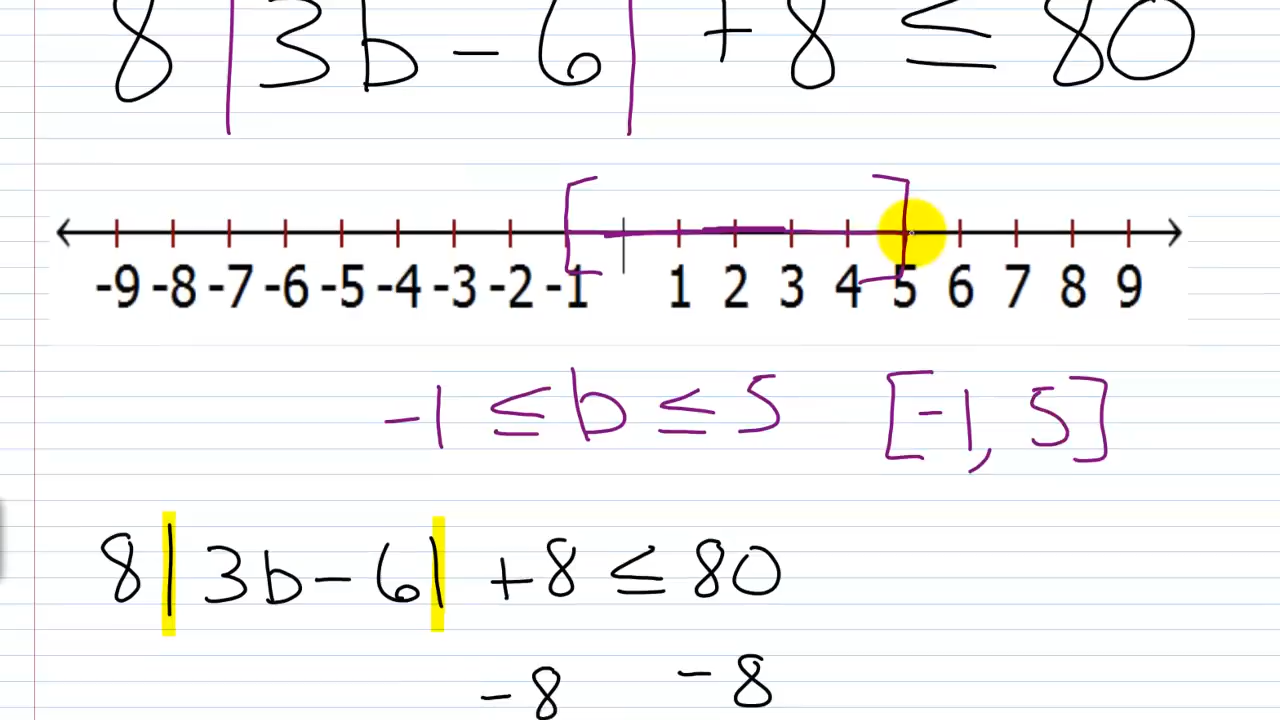 8|3b-6| +8 ≤ 80
-9 -8 -7 -6 -5 -4 -3 -2 -1 1 2 3 4 5 6 7 8 9
-1 ≤ b ≤ 5 [-1, 5]
8|3b-6| +8 ≤ 80
-8 -8